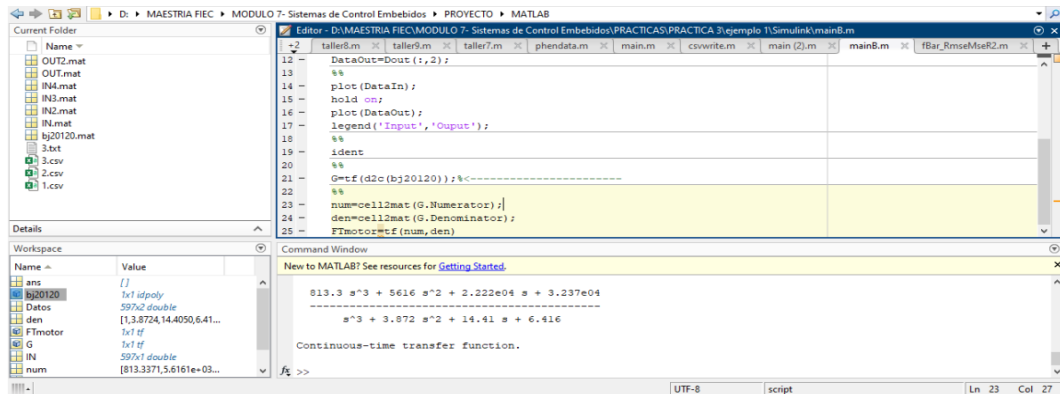 D: ▸ MAESTRIA FIEC ▸ MODULO 7- Sistemas de Control Embebidos ▸ PROYECTO ▸ MATLAB
Current Folder
Name
OUT2.mat
OUT.mat
IN4.mat
IN3.mat
IN2.mat
IN.mat
bj20120.mat
3.txt
3.csv
2.csv
1.csv
Details
Workspace
Name Value
ans []
bj20120 1x1 idpoly
Datos 597x2 double
den [1,3.8724,14.4050,6.41...
FTmotor 1x1 tf
G 1x1 tf
IN 597x1 double
num [813.3371,5.6161e+03...
Editor - D:\MAESTRIA FIEC\MODULO 7- Sistemas de Control Embebidos\PRACTICAS\PRACTICA 3\ejemplo 1\Simulink\mainB.m
+2 taller8.m taller9.m taller7.m phendata.m main.m csvwrite.m main (2).m mainB.m fBar_RmseMseR2.m +
12 - DataOut=Dout(:,2);
13 %%
14 - plot(DataIn);
15 - hold on;
16 - plot(DataOut);
17 - legend('Input','Ouput');
18 %%
19 - ident
20 %%
21 - G=tf(d2c(bj20120));%<-----------------------
22 %%
23 - num=cell2mat(G.Numerator);
24 - den=cell2mat(G.Denominator);
25 - FTmotor=tf(num,den)
Command Window
New to MATLAB? See resources for Getting Started.
813.3 s^3 + 5616 s^2 + 2.222e04 s + 3.237e04
--------------------------------------------
s^3 + 3.872 s^2 + 14.41 s + 6.416
Continuous-time transfer function.
fx >>
UTF-8 script Ln 23 Col 27